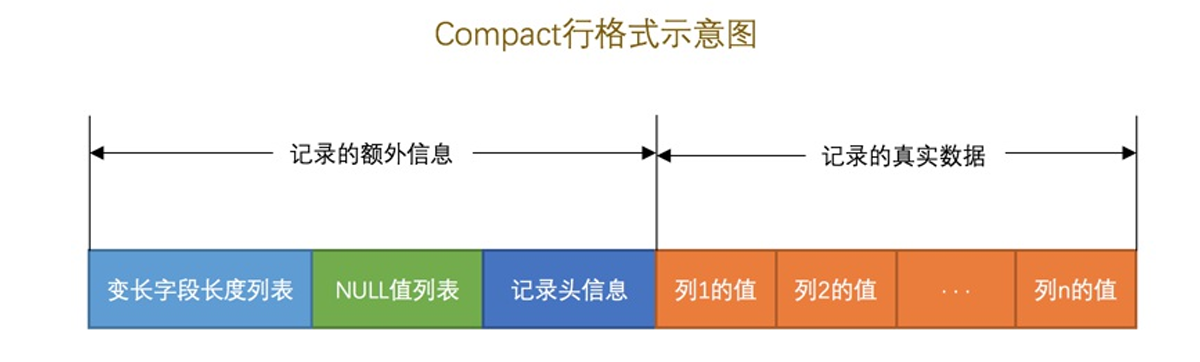 Compact行格式示意图
记录的额外信息
记录的真实数据
变长字段长度列表
NULL值列表
记录头信息
列1的值
列2的值
...
列n的值